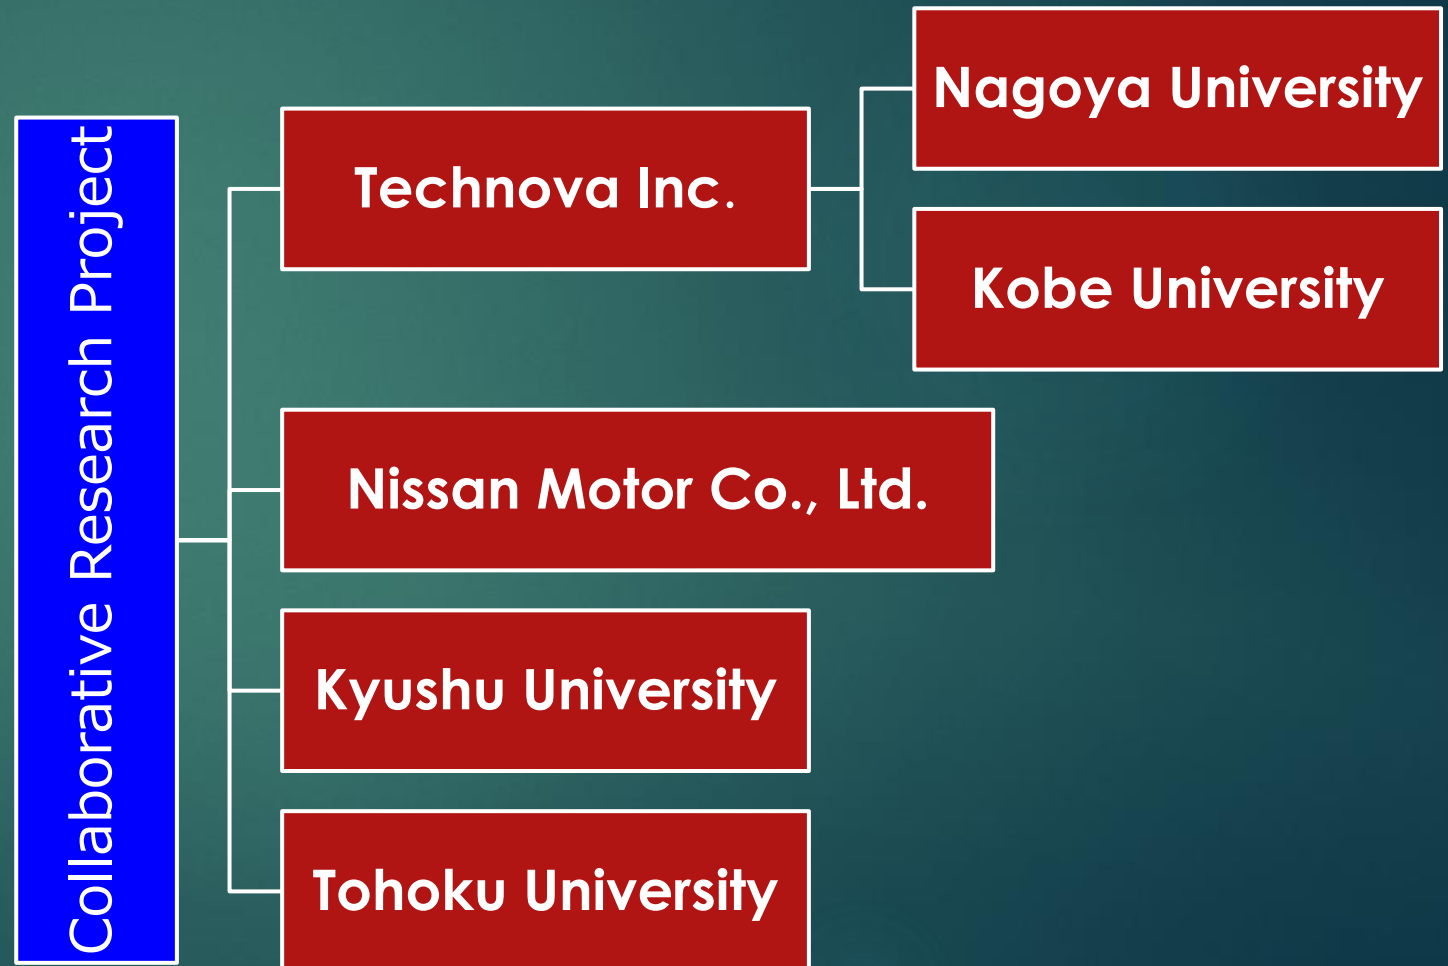 Collaborative Research Project
Technova Inc.
Nagoya University
Kobe University
Nissan Motor Co., Ltd.
Kyushu University
Tohoku University